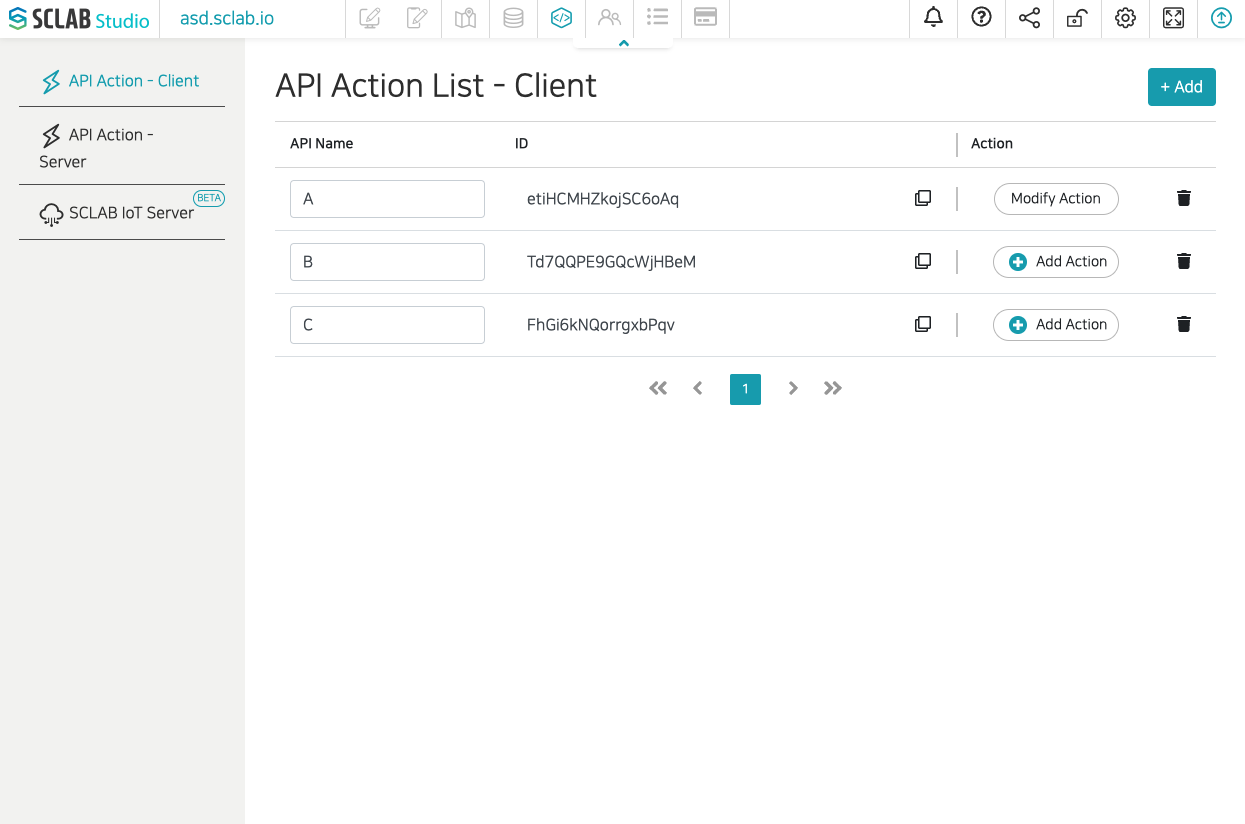 SCLAB Studio
asd.sclab.io
API Action - Client
API Action -
Server
BETA
SCLAB IoT Server
API Action List - Client
+ Add
API Name ID Action
A etiHCMHZkojSC6oAq Modify Action
B Td7QQPE9GQcWjHBeM Add Action
C FhGi6kNQorrgxbPqv Add Action
1